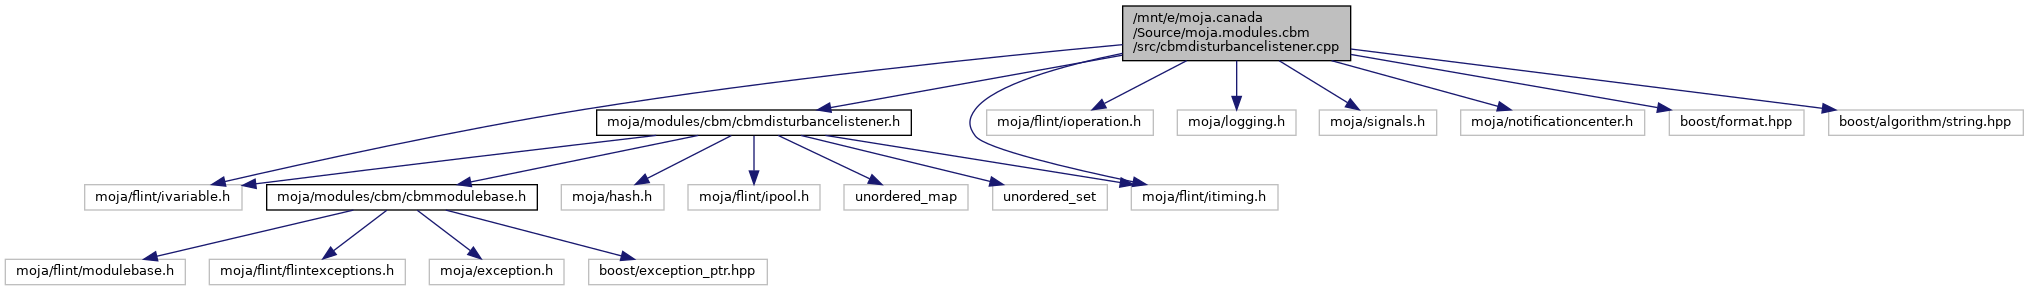 /mnt/e/moja.canada
/Source/moja.modules.cbm
/src/cbmdisturbancelistener.cpp
moja/modules/cbm/cbmdisturbancelistener.h
moja/flint/ioperation.h
moja/logging.h
moja/signals.h
moja/notificationcenter.h
boost/format.hpp
boost/algorithm/string.hpp
moja/flint/ivariable.h
moja/modules/cbm/cbmmodulebase.h
moja/hash.h
moja/flint/ipool.h
unordered_map
unordered_set
moja/flint/itiming.h
moja/flint/modulebase.h
moja/flint/flintexceptions.h
moja/exception.h
boost/exception_ptr.hpp